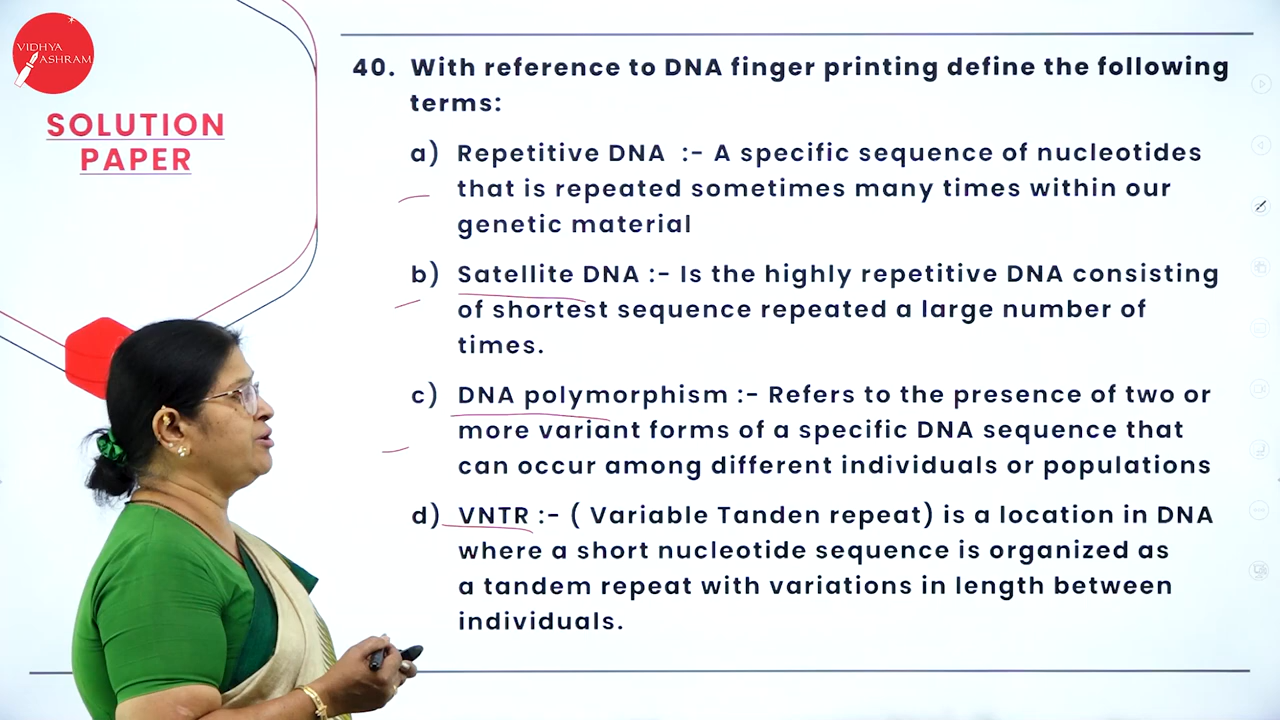 VIDHYA
ASHRAM
SOLUTION
PAPER
40. With reference to DNA finger printing define the following
terms:
a) Repetitive DNA :- A specific sequence of nucleotides
that is repeated sometimes many times within our
genetic material
b) Satellite DNA :- Is the highly repetitive DNA consisting
of shortest sequence repeated a large number of
times.
c) DNA polymorphism :- Refers to the presence of two or
more variant forms of a specific DNA sequence that
can occur among different individuals or populations
d) VNTR :- ( Variable Tanden repeat) is a location in DNA
where a short nucleotide sequence is organized as
a tandem repeat with variations in length between
individuals.